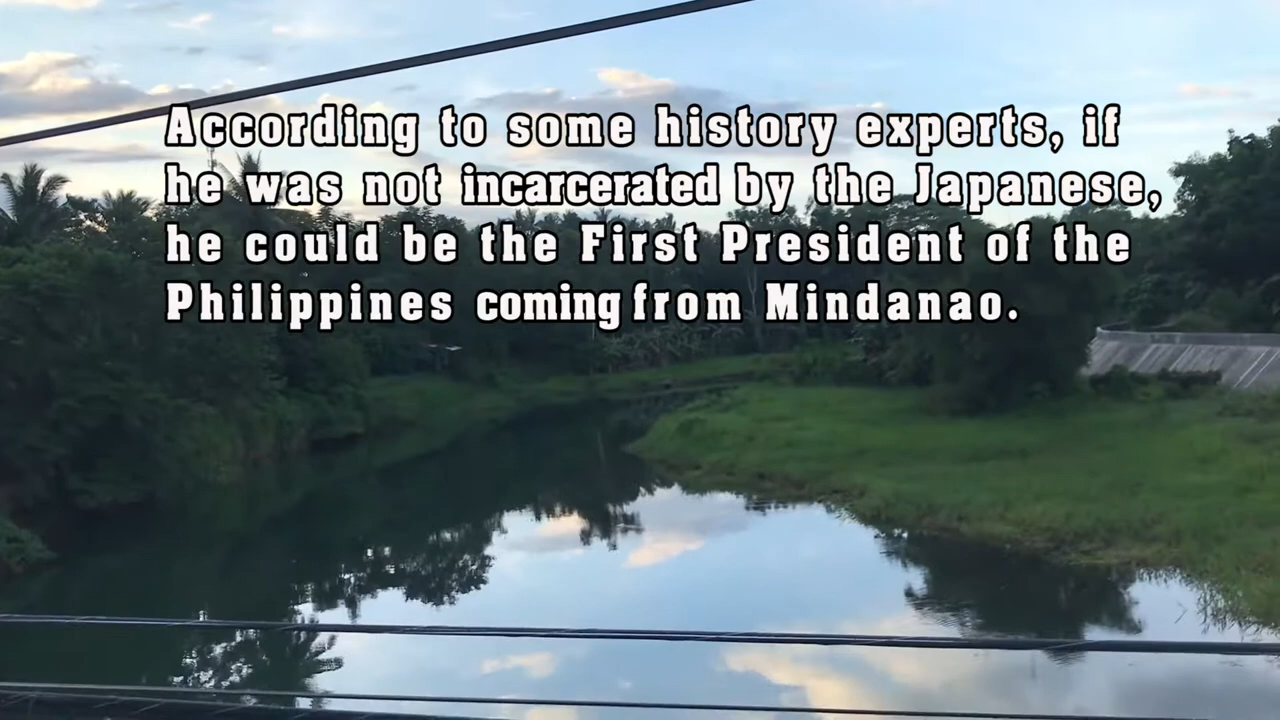 According to some history experts, if
he was not incarcerated by the Japanese,
he could be the First President of the
Philippines coming from Mindanao.